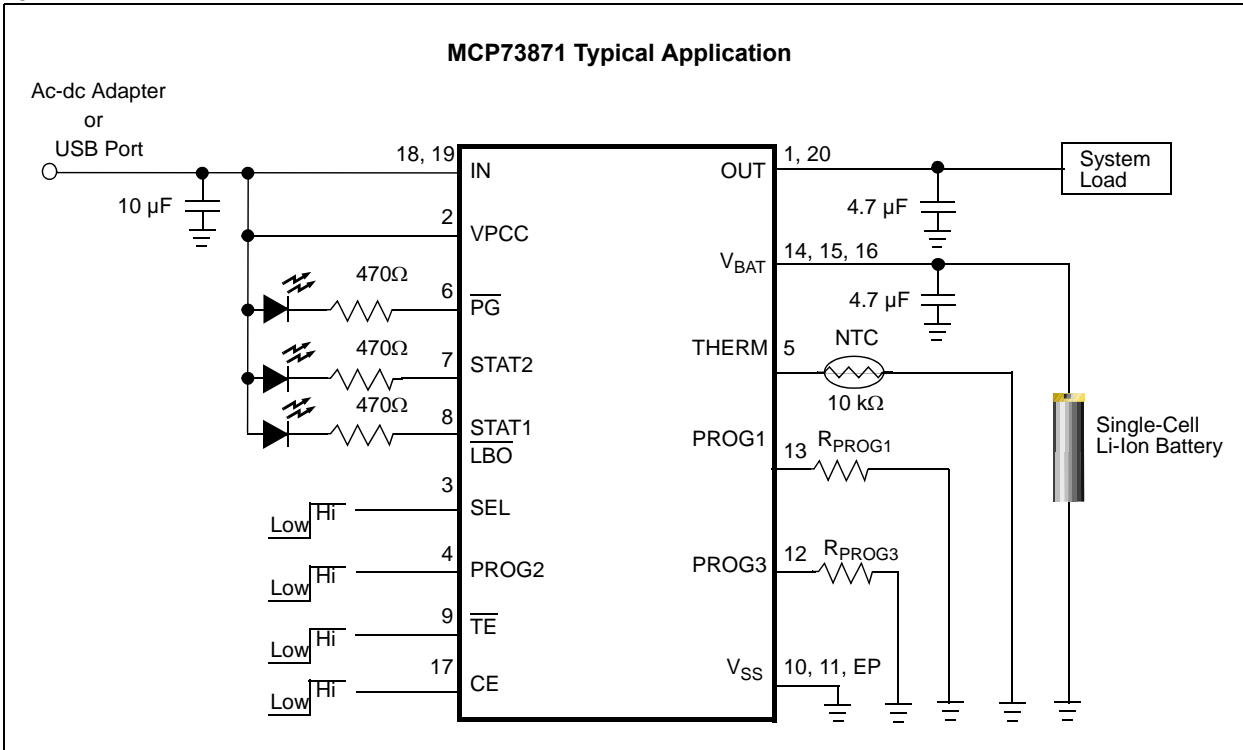 MCP73871 Typical Application
Ac-dc Adapter
or
USB Port
10 µF
18, 19
IN
2
VPCC
470Ω
6
PG
470Ω
7
STAT2
470Ω
8
STAT1
LBO
3
SEL
Low Hi
4
PROG2
Low Hi
9
TE
Low Hi
17
CE
Low Hi
OUT
1, 20
System
Load
4.7 µF
VBAT
14, 15, 16
4.7 µF
THERM
5
NTC
10 kΩ
PROG1
13
RPROG1
Single-Cell
Li-Ion Battery
PROG3
12
RPROG3
VSS
10, 11, EP